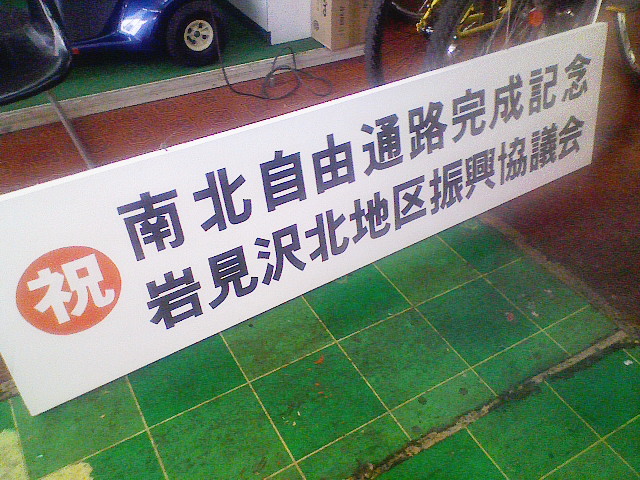 祝
南北自由通路完成記念
岩見沢北地区振興協議会